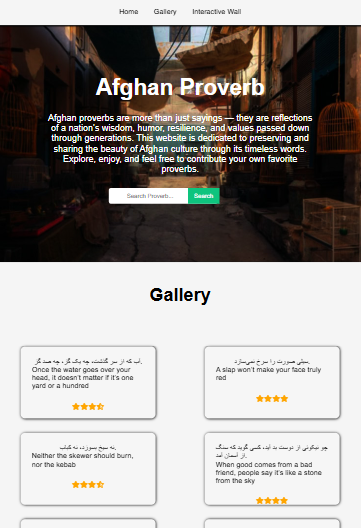 Home Gallery Interactive Wall
Afghan Proverb
Afghan proverbs are more than just sayings — they are reflections
of a nation's wisdom, humor, resilience, and values passed down
through generations. This website is dedicated to preserving and
sharing the beauty of Afghan culture through its timeless words.
Explore, enjoy, and feel free to contribute your own favorite
proverbs.
Search Proverb... Search
Gallery
آب که از سر گذشت، چه یک گز، چه صد گز.
Once the water goes over your
head, it doesn't matter if it's one
yard or a hundred
سیلی صورت را سرخ نمی‌سازد.
A slap won't make your face truly
red
نه سیخ بسوزد، نه کباب.
Neither the skewer should burn,
nor the kebab
چو نیکوئی از دوست بد آید، کسی گوید که سنگ
از آسمان آمد.
When good comes from a bad
friend, people say it's like a stone
from the sky